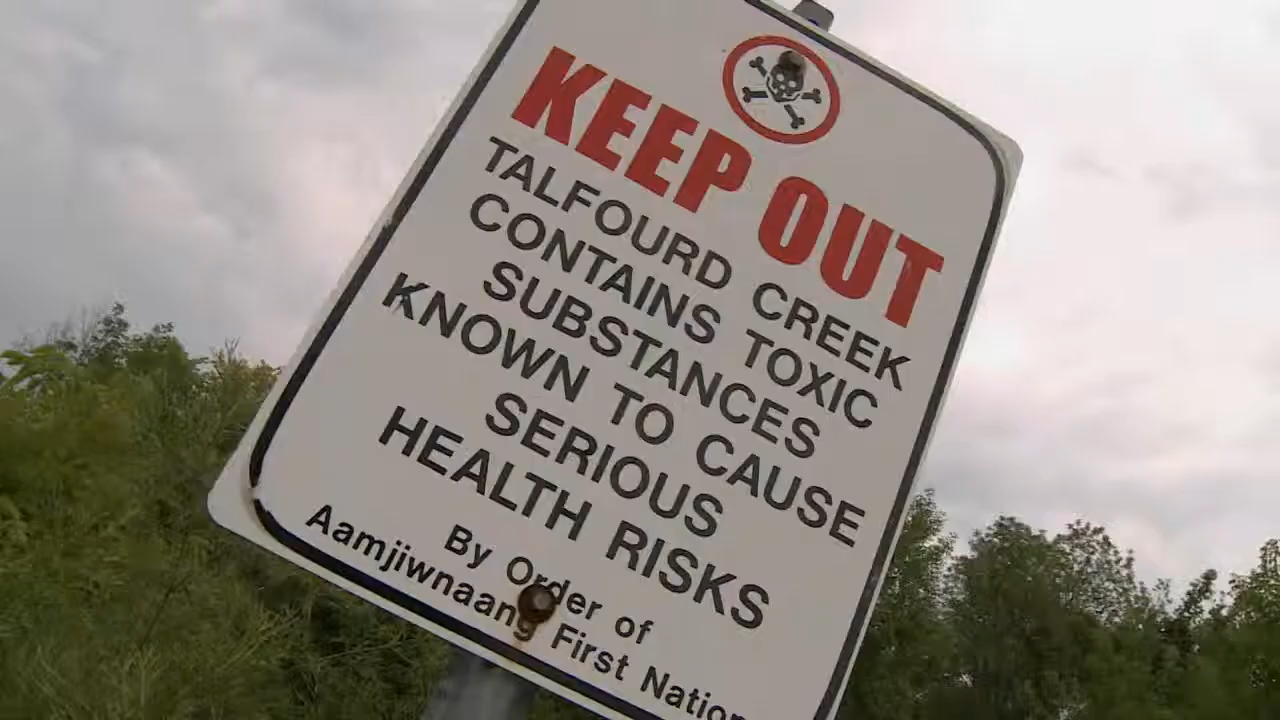 KEEP OUT
TALFOURD CREEK
CONTAINS TOXIC
SUBSTANCES
KNOWN TO CAUSE
SERIOUS
HEALTH RISKS
By Order of
Aamjiwnaang First Nation